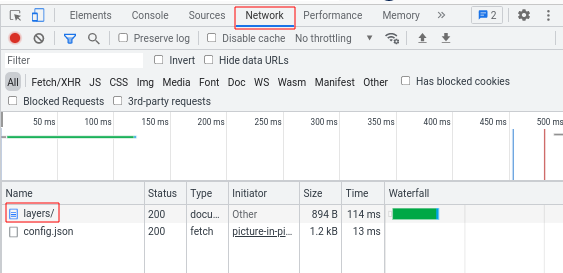 Elements Console Sources Network Performance Memory » 2
Preserve log Disable cache No throttling
Filter Invert Hide data URLs
All Fetch/XHR JS CSS Img Media Font Doc WS Wasm Manifest Other Has blocked cookies
Blocked Requests 3rd-party requests
50 ms 100 ms 150 ms 200 ms 250 ms 300 ms 350 ms 400 ms 450 ms 500 ms
Name Status Type Initiator Size Time Waterfall
layers/ 200 docu... Other 894 B 114 ms
config.json 200 fetch picture-in-pi... 1.2 kB 13 ms